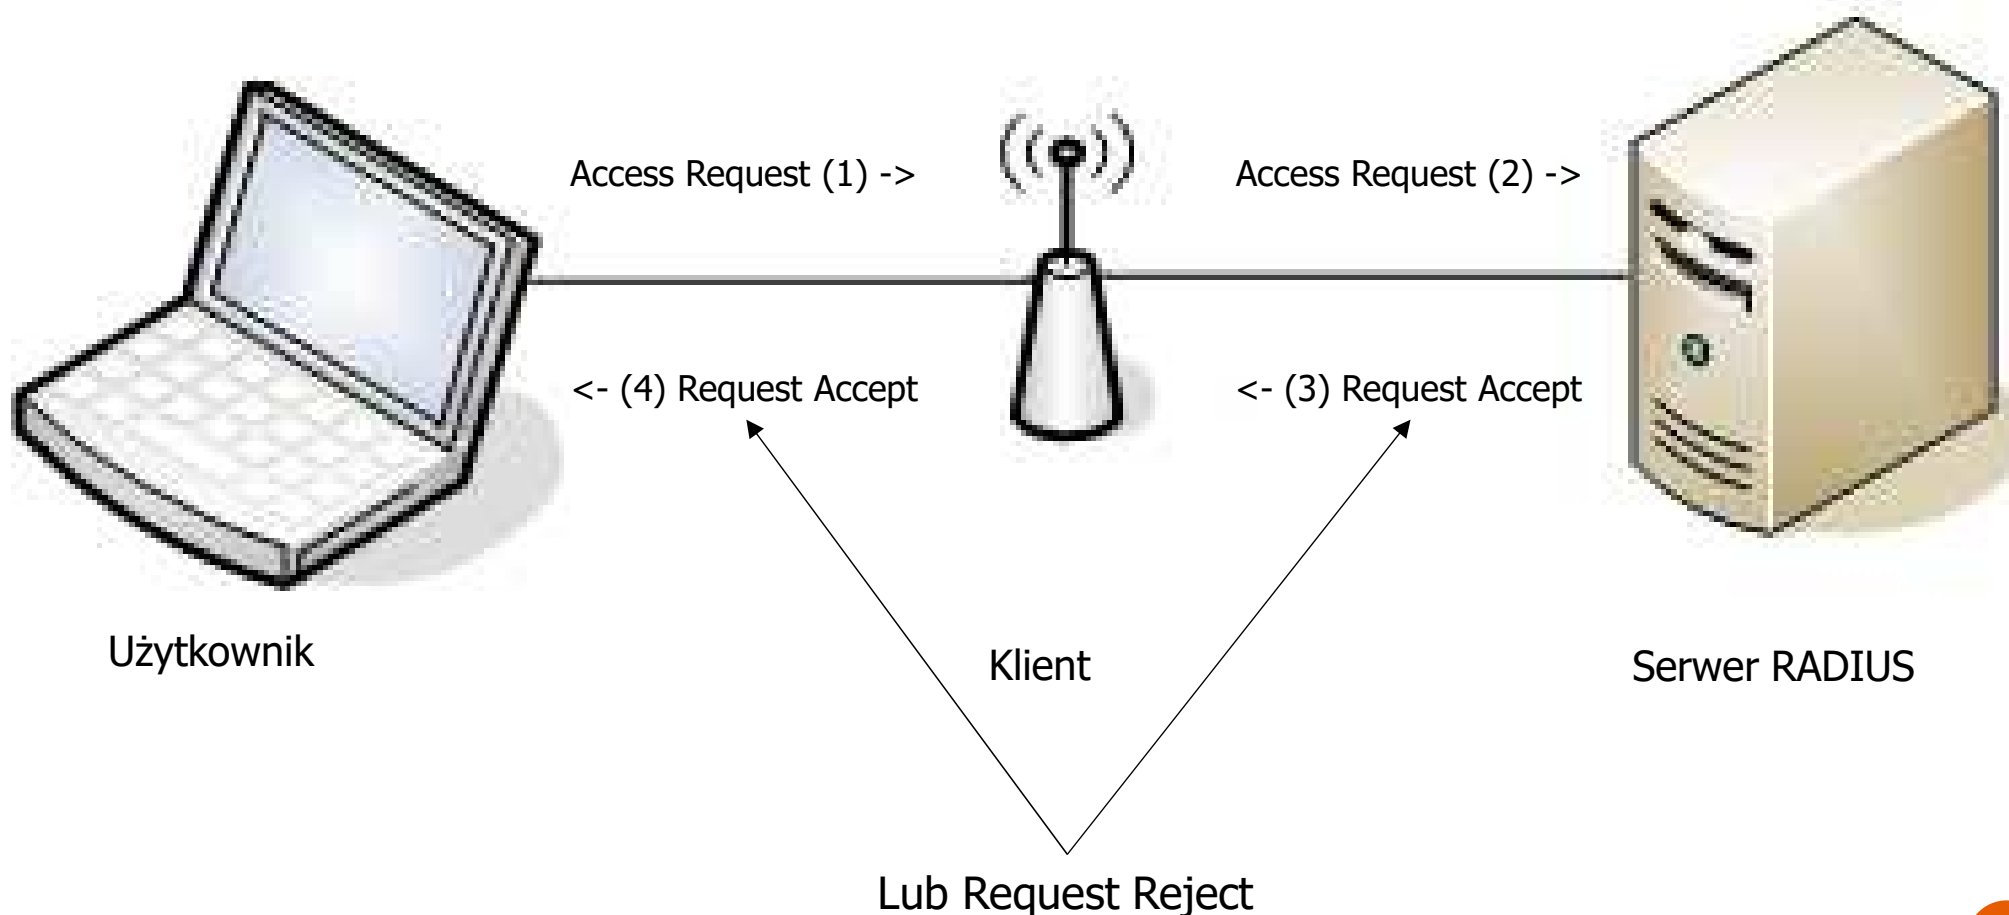 Access Request (1) ->
Access Request (2) ->
<- (4) Request Accept
<- (3) Request Accept
Użytkownik
Klient
Serwer RADIUS
Lub Request Reject